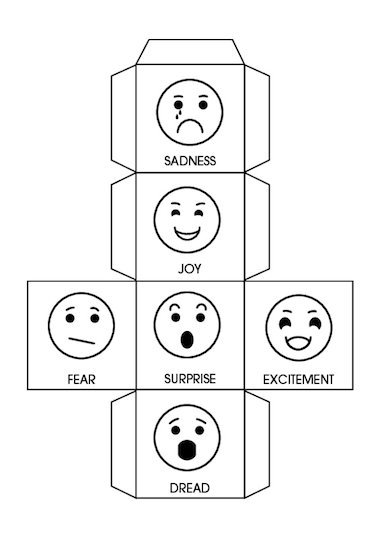 SADNESS
JOY
FEAR SURPRISE EXCITEMENT
DREAD